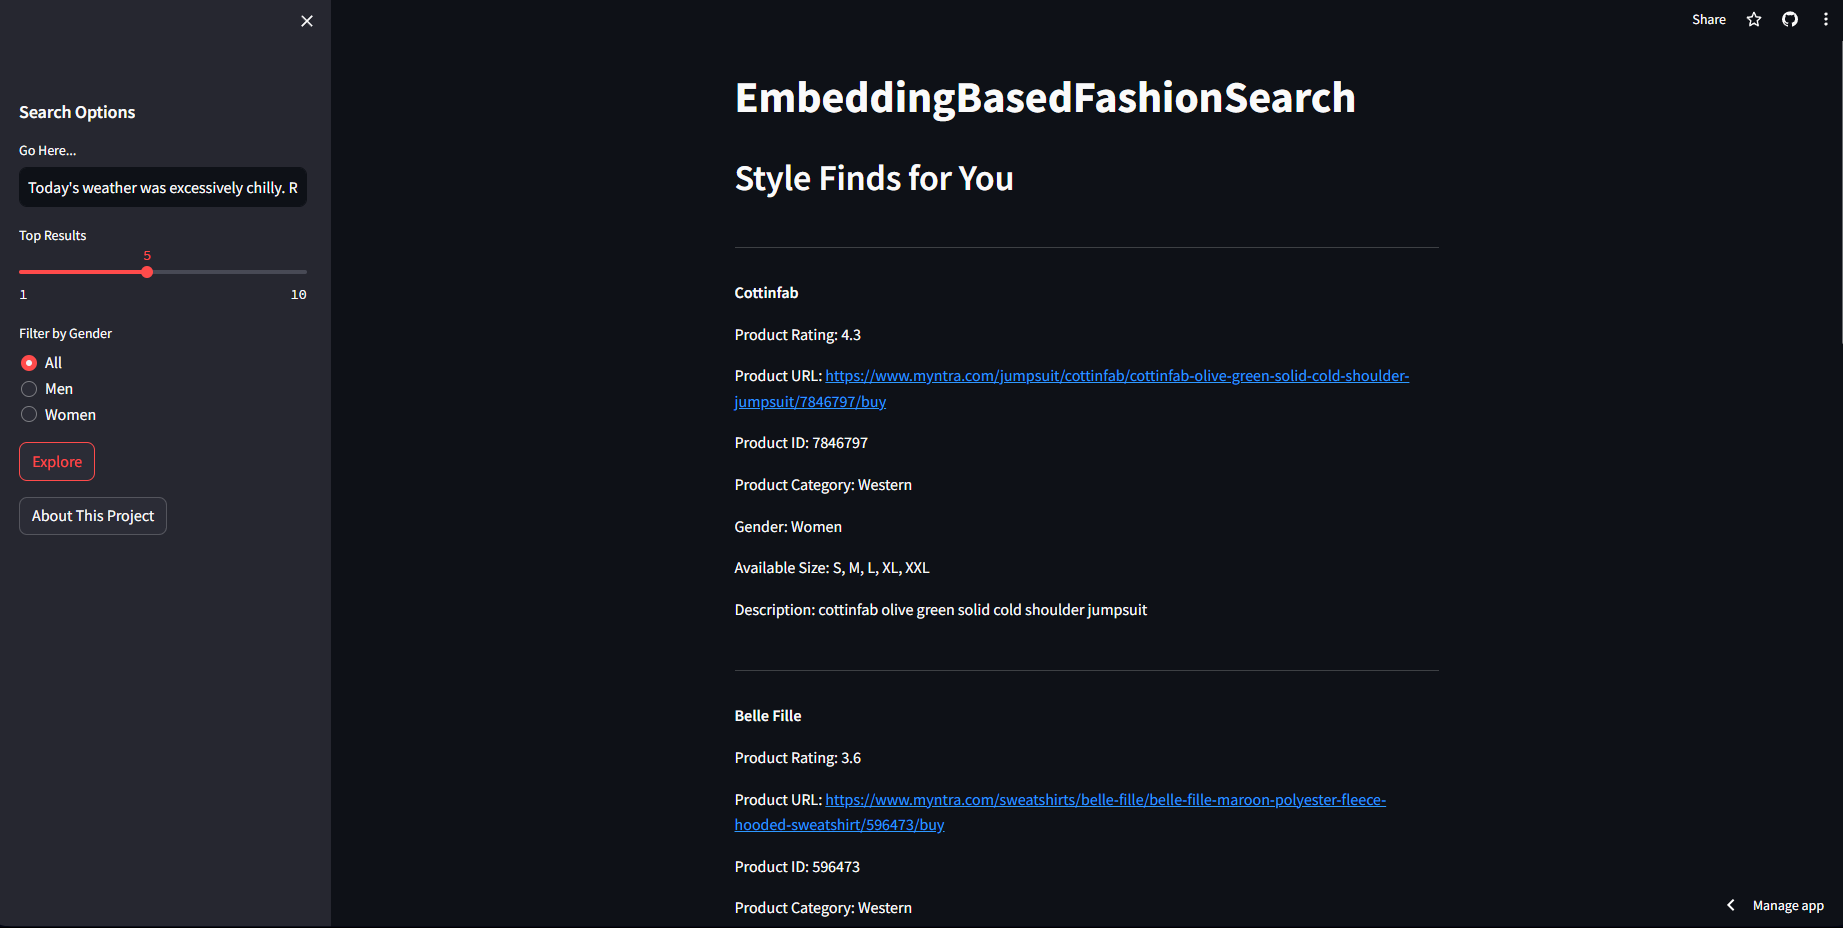 Search Options
Go Here...
Today's weather was excessively chilly. R
Top Results
5
1 10
Filter by Gender
All
Men
Women
Explore
About This Project
Share
EmbeddingBasedFashionSearch
Style Finds for You
Cottinfab
Product Rating: 4.3
Product URL: https://www.myntra.com/jumpsuit/cottinfab/cottinfab-olive-green-solid-cold-shoulder-
jumpsuit/7846797/buy
Product ID: 7846797
Product Category: Western
Gender: Women
Available Size: S, M, L, XL, XXL
Description: cottinfab olive green solid cold shoulder jumpsuit
Belle Fille
Product Rating: 3.6
Product URL: https://www.myntra.com/sweatshirts/belle-fille/belle-fille-maroon-polyester-fleece-
hooded-sweatshirt/596473/buy
Product ID: 596473
Product Category: Western
Manage app